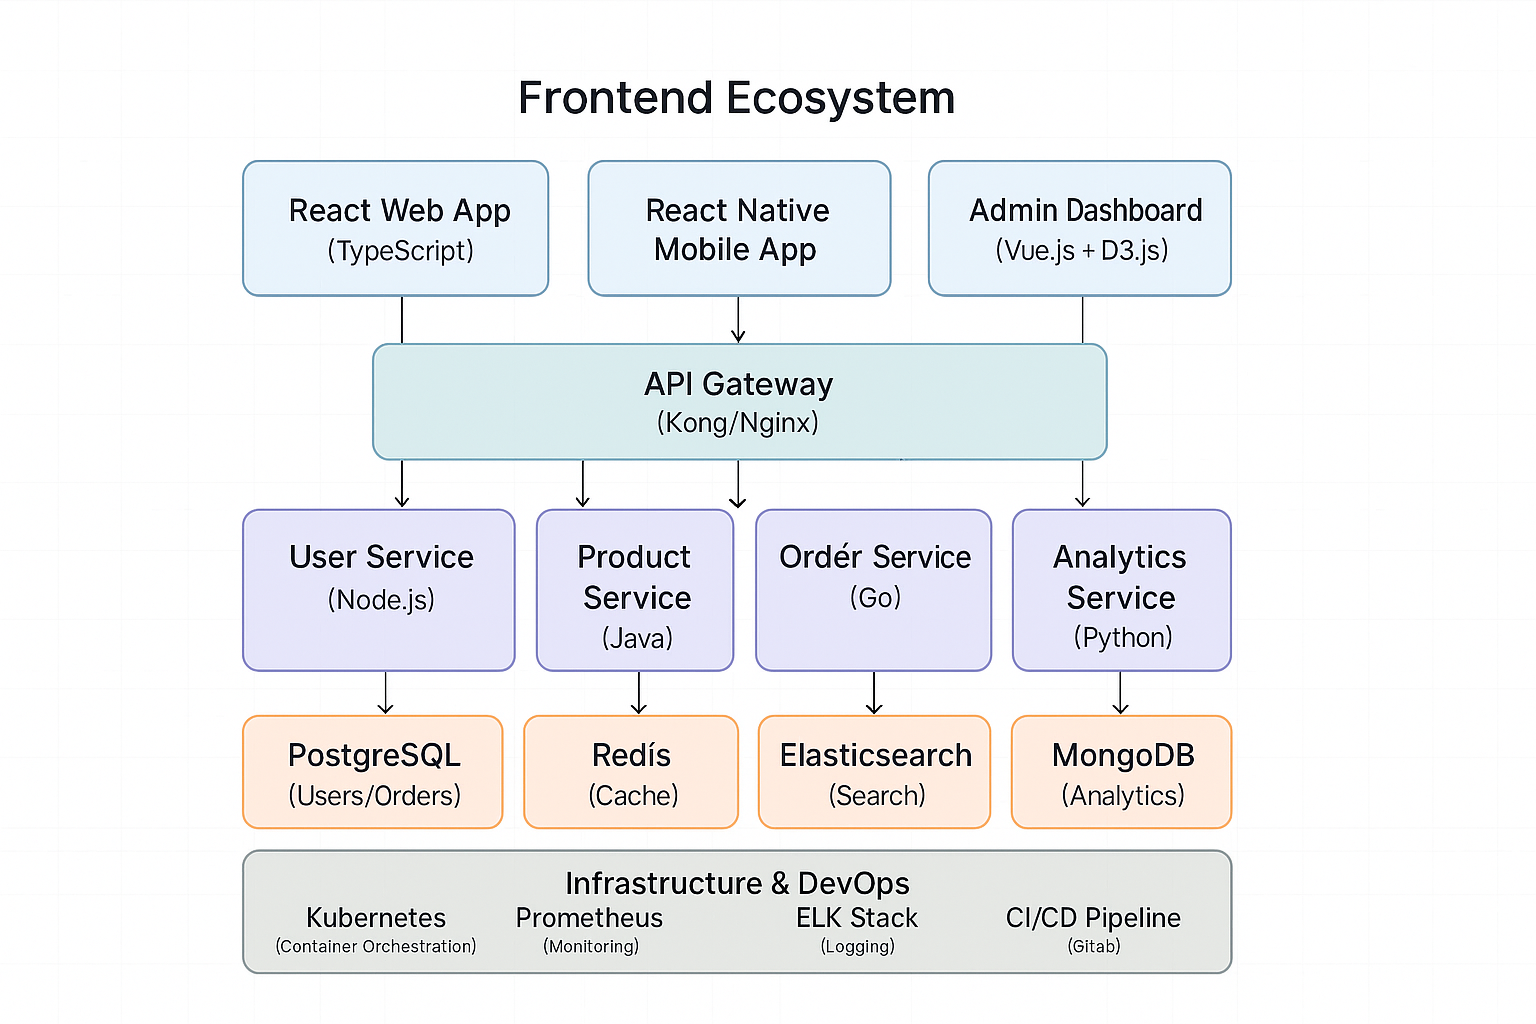 Frontend Ecosystem
React Web App
(TypeScript)
React Native
Mobile App
Admin Dashboard
(Vue.js + D3.js)
API Gateway
(Kong/Nginx)
User Service
(Node.js)
Product
Service
(Java)
Ordér Service
(Go)
Analytics
Service
(Python)
PostgreSQL
(Users/Orders)
Redís
(Cache)
Elasticsearch
(Search)
MongoDB
(Analytics)
Infrastructure & DevOps
Kubernetes
(Container Orchestration)
Prometheus
(Monitoring)
ELK Stack
(Logging)
CI/CD Pipeline
(Gitab)